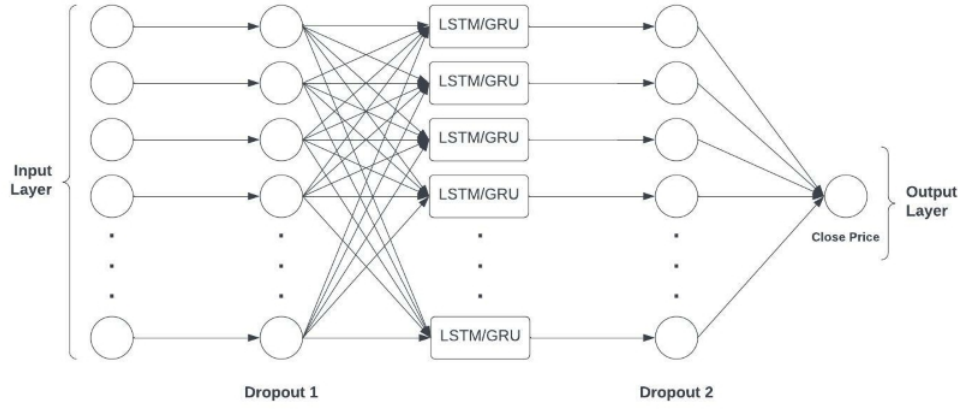 LSTM/GRU
LSTM/GRU
LSTM/GRU
Input
Layer
LSTM/GRU
Output
Layer
Close Price
LSTM/GRU
Dropout 1
Dropout 2